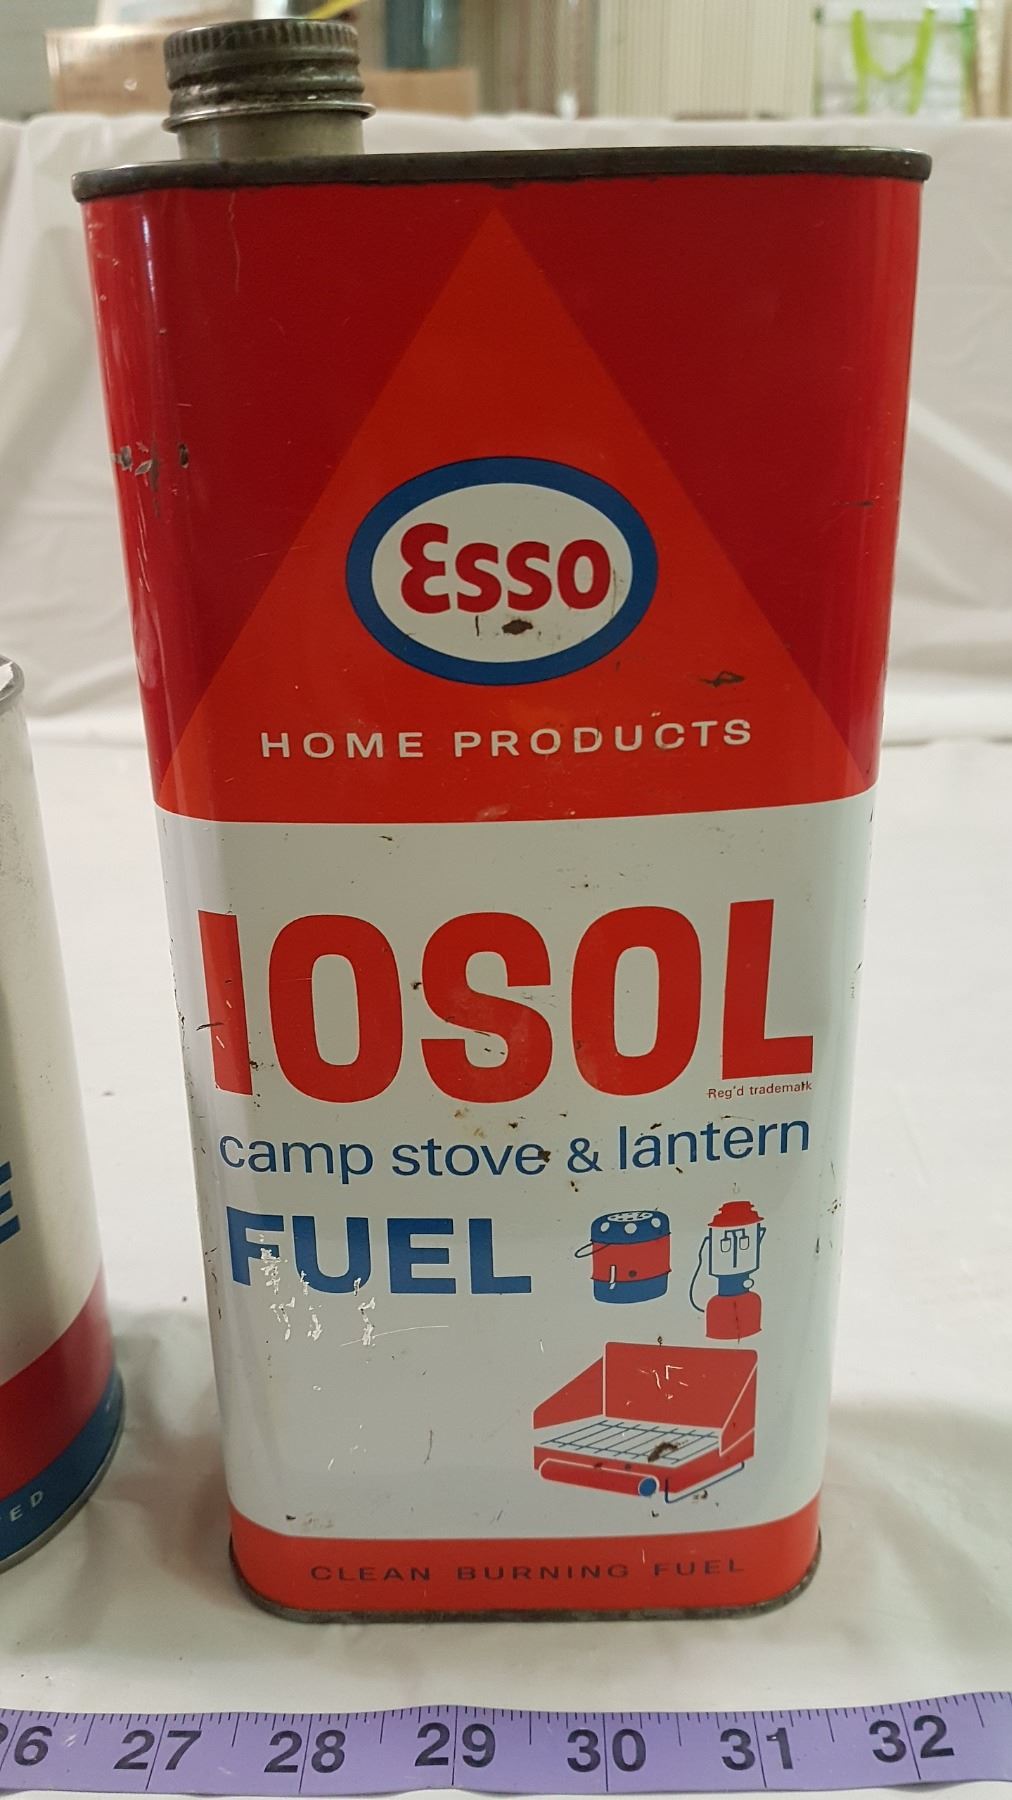 Esso
HOME PRODUCTS
IOSOL
Reg'd trademark
camp stove & lantern
FUEL
CLEAN BURNING FUEL
E
ED
26 27 28 29 30 31 32